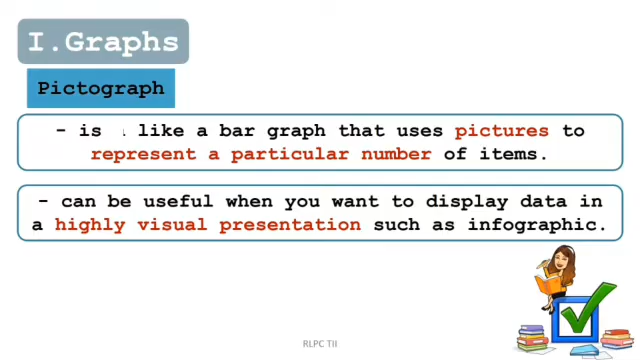 I.Graphs
Pictograph
- is like a bar graph that uses pictures to
represent a particular number of items.
- can be useful when you want to display data in
a highly visual presentation such as infographic.
RLPC TII